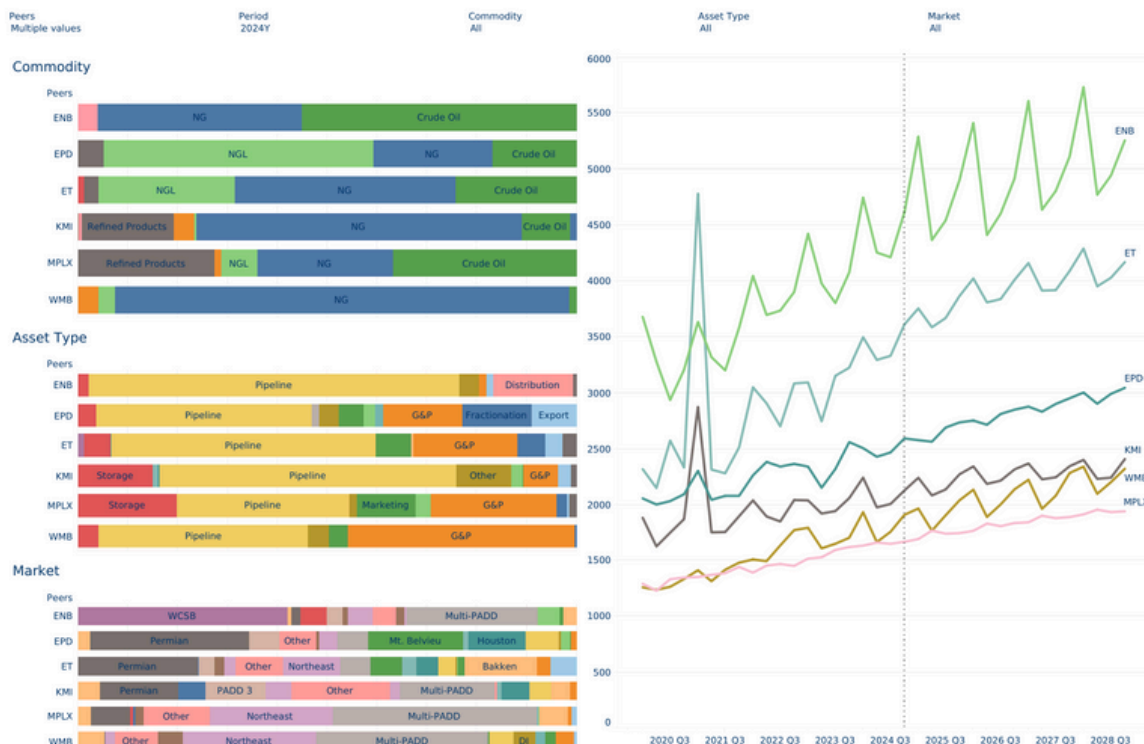 Peers
Multiple values
Period
2024Y
Commodity
All
Asset Type
All
Market
All
Commodity
Peers
ENB NG Crude Oil
EPD NGL NG Crude Oil
ET NGL NG Crude Oil
KMI Refined Products NG Crude Oil
MPLX Refined Products NGL NG Crude Oil
WMB NG
Asset Type
Peers
ENB Pipeline Distribution
EPD Pipeline G&P Fractionation Export
ET Pipeline G&P
KMI Storage Pipeline Other G&P
MPLX Storage Pipeline Marketing G&P
WMB Pipeline G&P
Market
Peers
ENB WCSB Multi-PADD
EPD Permian Other Mt. Belvieu Houston
ET Permian Other Northeast Bakken
KMI Permian PADD 3 Other Multi-PADD
MPLX Other Northeast Multi-PADD
WMB Other Northeast Multi-PADD DJ
6000
5500
5000
4500
4000
3500
3000
2500
2000
1500
1000
500
0
ENB
ET
EPD
KMI
WMB
MPLX
2020 Q3 2021 Q3 2022 Q3 2023 Q3 2024 Q3 2025 Q3 2026 Q3 2027 Q3 2028 Q3